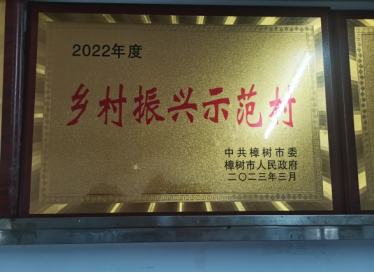 2022年度
乡村振兴示范村
中共樟树市委
樟树市人民政府
二〇二三年三月